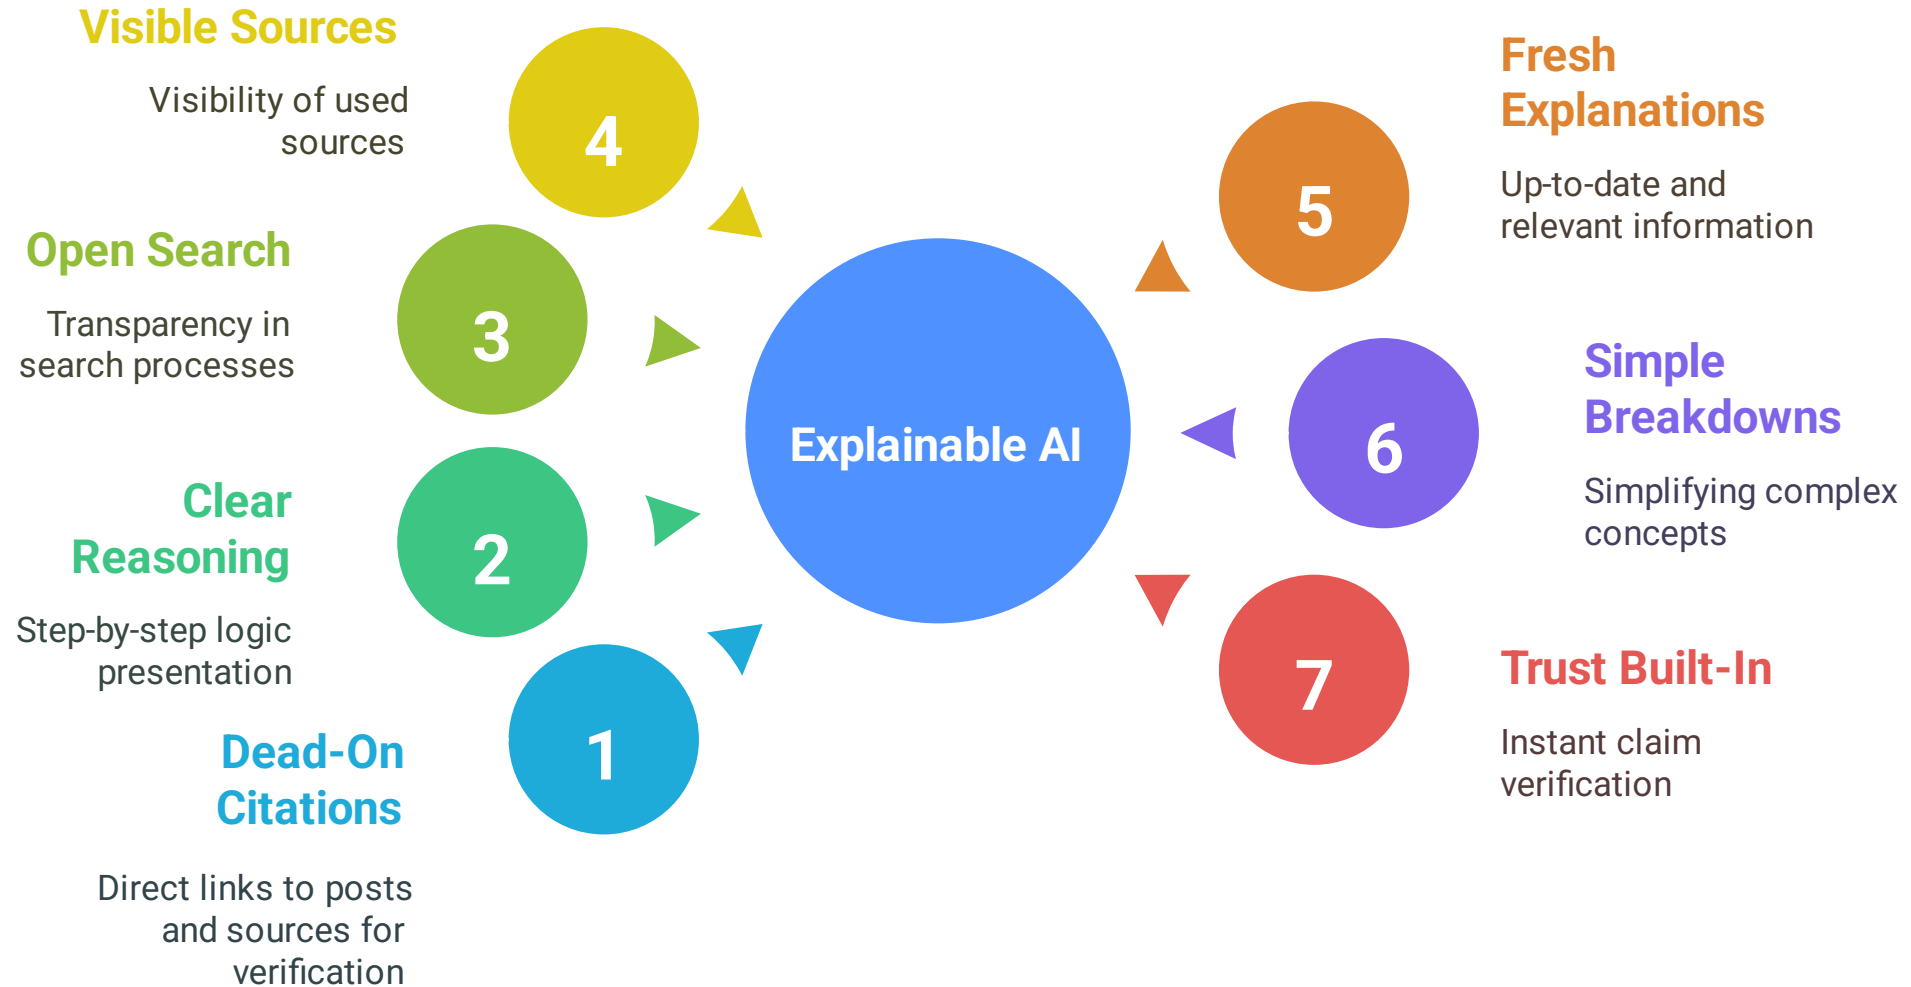 Visible Sources
Visibility of used
sources
4
Open Search
Transparency in
search processes
3
Clear
Reasoning
Step-by-step logic
presentation
2
Dead-On
Citations
Direct links to posts
and sources for
verification
1
Explainable AI
5
Fresh
Explanations
Up-to-date and
relevant information
6
Simple
Breakdowns
Simplifying complex
concepts
7
Trust Built-In
Instant claim
verification